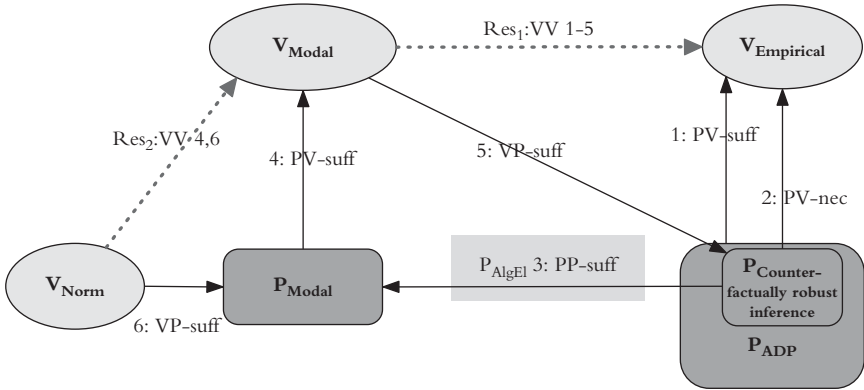 Res1:VV 1-5
VModal
VEmpirical
Res2:VV 4,6
4: PV-suff
5: VP-suff
1: PV-suff
2: PV-nec
VNorm
PModal
PAlgEl 3: PP-suff
PCounter-
factually robust
inference
6: VP-suff
PADP